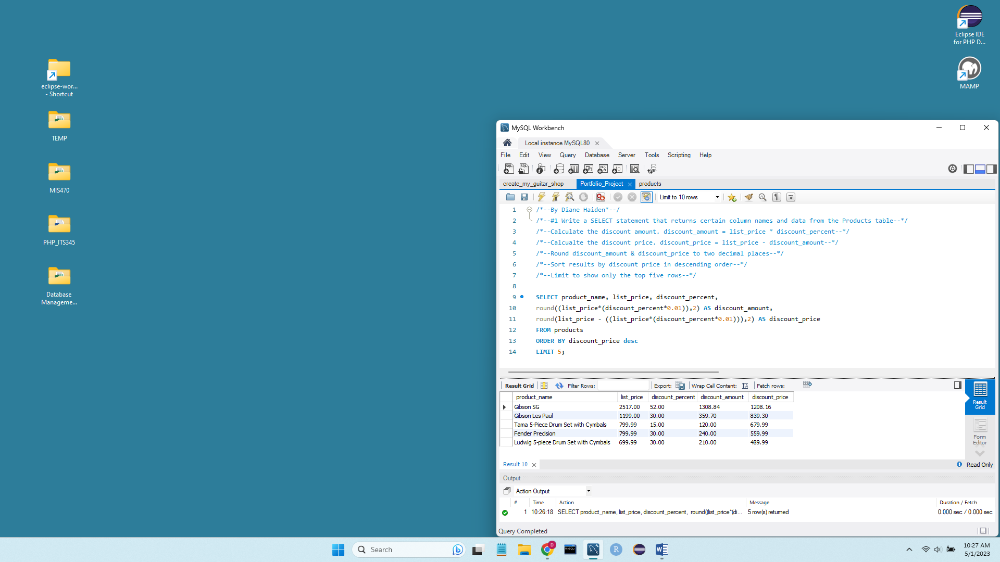 Eclipse IDE
for PHP D...
MAMP
eclipse-wor...
- Shortcut
TEMP
MIS470
PHP_ITS345
Database
Manageme...
MySQL Workbench
Local instance MySQL80
File Edit View Query Database Server Tools Scripting Help
create_my_guitar_shop Portfolio_Project products
Limit to 10 rows
1 /*--By Diane Haiden*--/
2 /*--#1 Write a SELECT statement that returns certain column names and data from the Products table--*/
3 /*--Calculate the discount amount. discount_amount = list_price * discount_percent--*/
4 /*--Calcualte the discount price. discount_price = list_price - discount_amount--*/
5 /*--Round discount_amount & discount_price to two decimal places--*/
6 /*--Sort results by discount price in descending order--*/
7 /*--Limit to show only the top five rows--*/
8
9 SELECT product_name, list_price, discount_percent,
10 round((list_price*(discount_percent*0.01)),2) AS discount_amount,
11 round(list_price - ((list_price*(discount_percent*0.01))),2) AS discount_price
12 FROM products
13 ORDER BY discount_price desc
14 LIMIT 5;
Result Grid Filter Rows: Export: Wrap Cell Content: Fetch rows:
product_name list_price discount_percent discount_amount discount_price
Gibson SG 2517.00 52.00 1308.84 1208.16
Gibson Les Paul 1199.00 30.00 359.70 839.30
Tama 5-Piece Drum Set with Cymbals 799.99 15.00 120.00 679.99
Fender Precision 799.99 30.00 240.00 559.99
Ludwig 5-piece Drum Set with Cymbals 699.99 30.00 210.00 489.99
Result
Grid
Form
Editor
Result 10
Read Only
Output
Action Output
# Time Action Message Duration / Fetch
1 10:26:18 SELECT product_name, list_price, discount_percent, round((list_price*(di... 5 row(s) returned 0.000 sec / 0.000 sec
Query Completed
Search
10:27 AM
5/1/2023